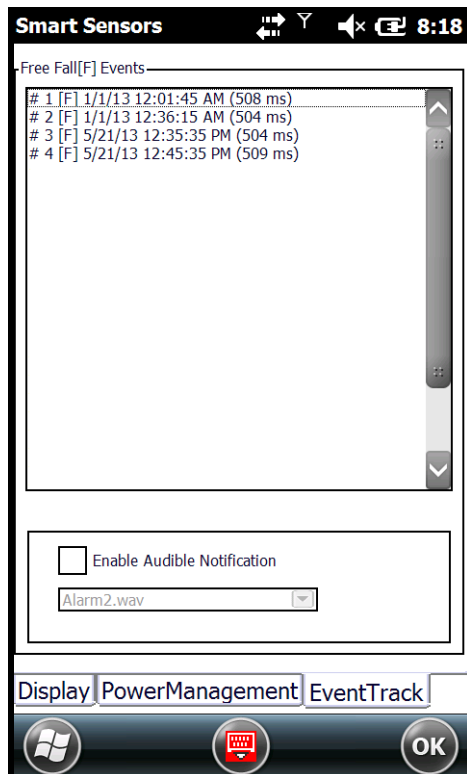 Smart Sensors 8:18
Free Fall[F] Events
# 1 [F] 1/1/13 12:01:45 AM (508 ms)
# 2 [F] 1/1/13 12:36:15 AM (504 ms)
# 3 [F] 5/21/13 12:35:35 PM (504 ms)
# 4 [F] 5/21/13 12:45:35 PM (509 ms)
Enable Audible Notification
Alarm2.wav
Display PowerManagement EventTrack
OK